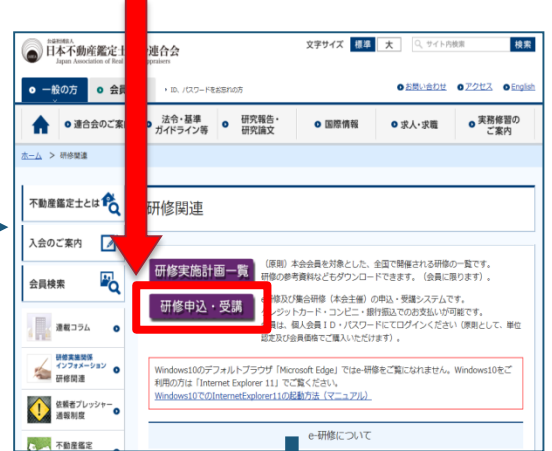 公益社団法人
日本不動産鑑定士 連合会
Japan Association of Real appraisers
文字サイズ 標準 大 サイト内検索 検索
一般の方 会員 ID、パスワードをお忘れの方 お問い合わせ アクセス English
連合会のご案 法令・基準 ガイドライン等 研究報告・ 研究論文 国際情報 求人・求職 実務修習の ご案内
ホーム > 研修関連
不動産鑑定士とは
入会のご案内
会員検索
連載コラム
研修実施関係
インフォメーション
研修関連
依頼者プレッシャー
通報制度
不動産鑑定
研修関連
研修実施計画一覧
(原則)本会会員を対象とした、全国で開催される研修の一覧です。
研修の参考資料などもダウンロードできます。(会員に限ります)。
研修申込・受講
修及び集合研修(本会主催)の申込・受講システムです。
レジットカード・コンビニ・銀行振込でのお支払いが可能です。
員は、個人会員ID・パスワードにてログインください(原則として、単位
認定及び会員価格でご購入いただけます)。
Windows10のデフォルトブラウザ「Microsoft Edge」ではe-研修をご覧になれません。Windows10をご
利用の方は「Internet Explorer 11」でご覧ください。
Windows10でのInternetExplorer11の起動方法(マニュアル)
e-研修について